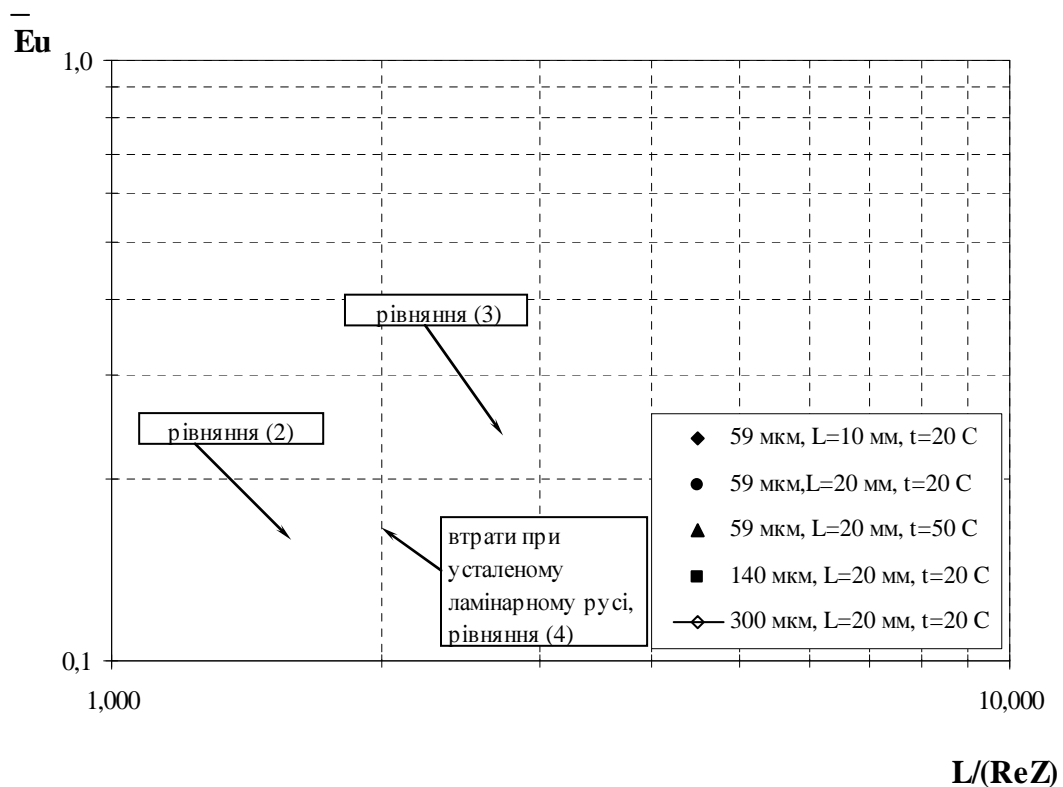 Eu
1,0
рівняння (3)
рівняння (2)
59 мкм, L=10 мм, t=20 С
59 мкм,L=20 мм, t=20 С
59 мкм, L=20 мм, t=50 С
140 мкм, L=20 мм, t=20 С
300 мкм, L=20 мм, t=20 С
втрати при
усталеному
ламінарному русі,
рівняння (4)
0,1
1,000
10,000
L/(ReZ)